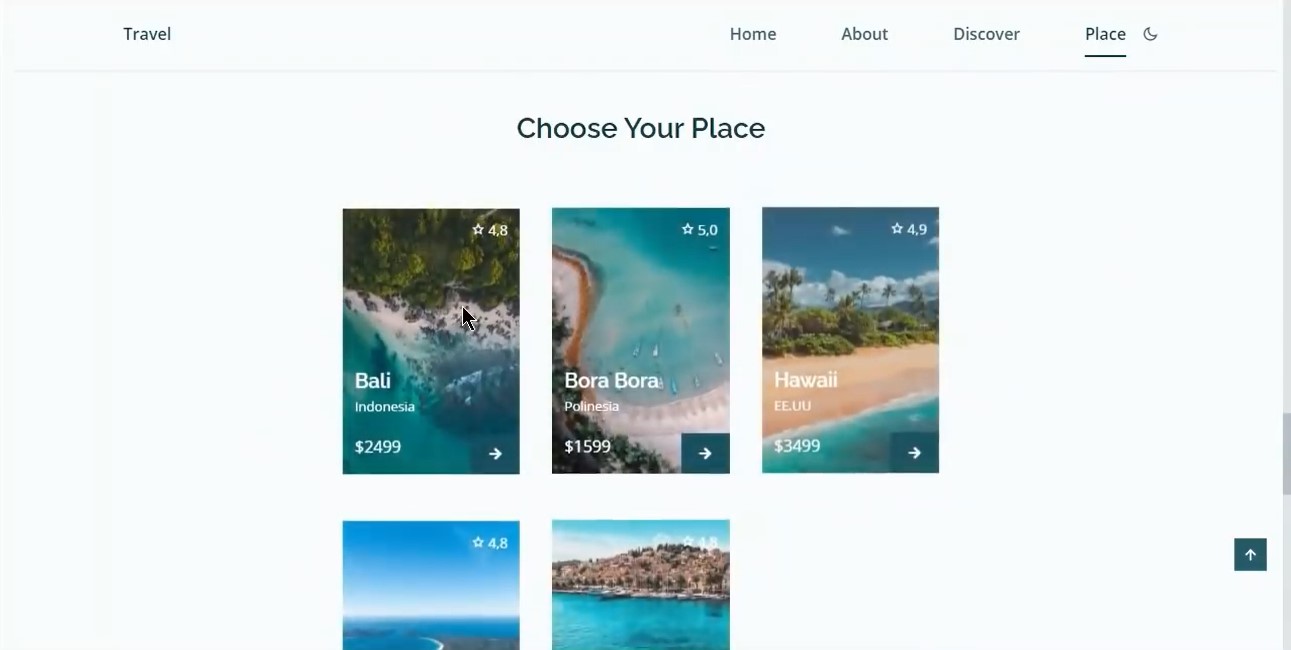 Travel Home About Discover Place
Choose Your Place
4,8
Bali
Indonesia
$2499
5,0
Bora Bora
Polinesia
$1599
4,9
Hawaii
EE.UU
$3499
4,8
4,8